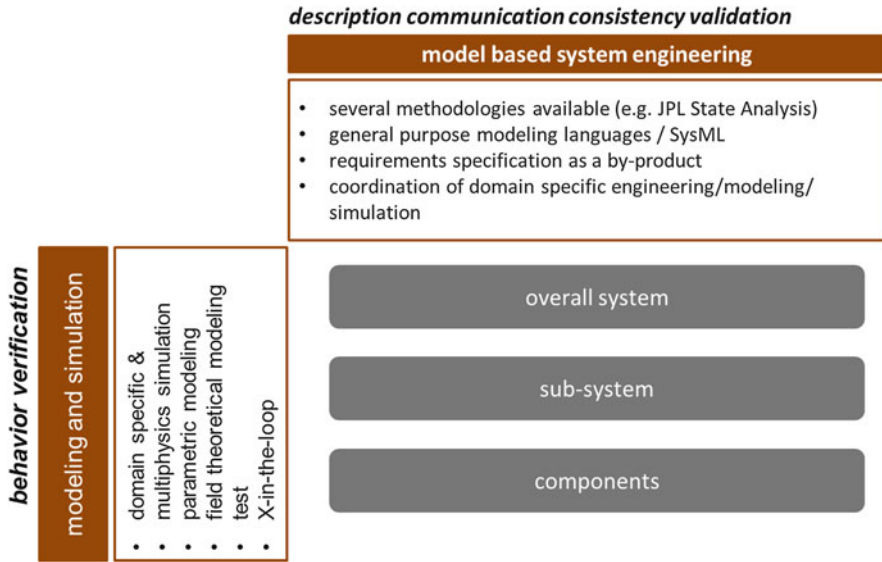 description communication consistency validation
model based system engineering
• several methodologies available (e.g. JPL State Analysis)
• general purpose modeling languages / SysML
• requirements specification as a by-product
• coordination of domain specific engineering/modeling/
simulation
behavior verification
modeling and simulation
• domain specific &
multiphysics simulation
• parametric modeling
• field theoretical modeling
• test
• X-in-the-loop
overall system
sub-system
components